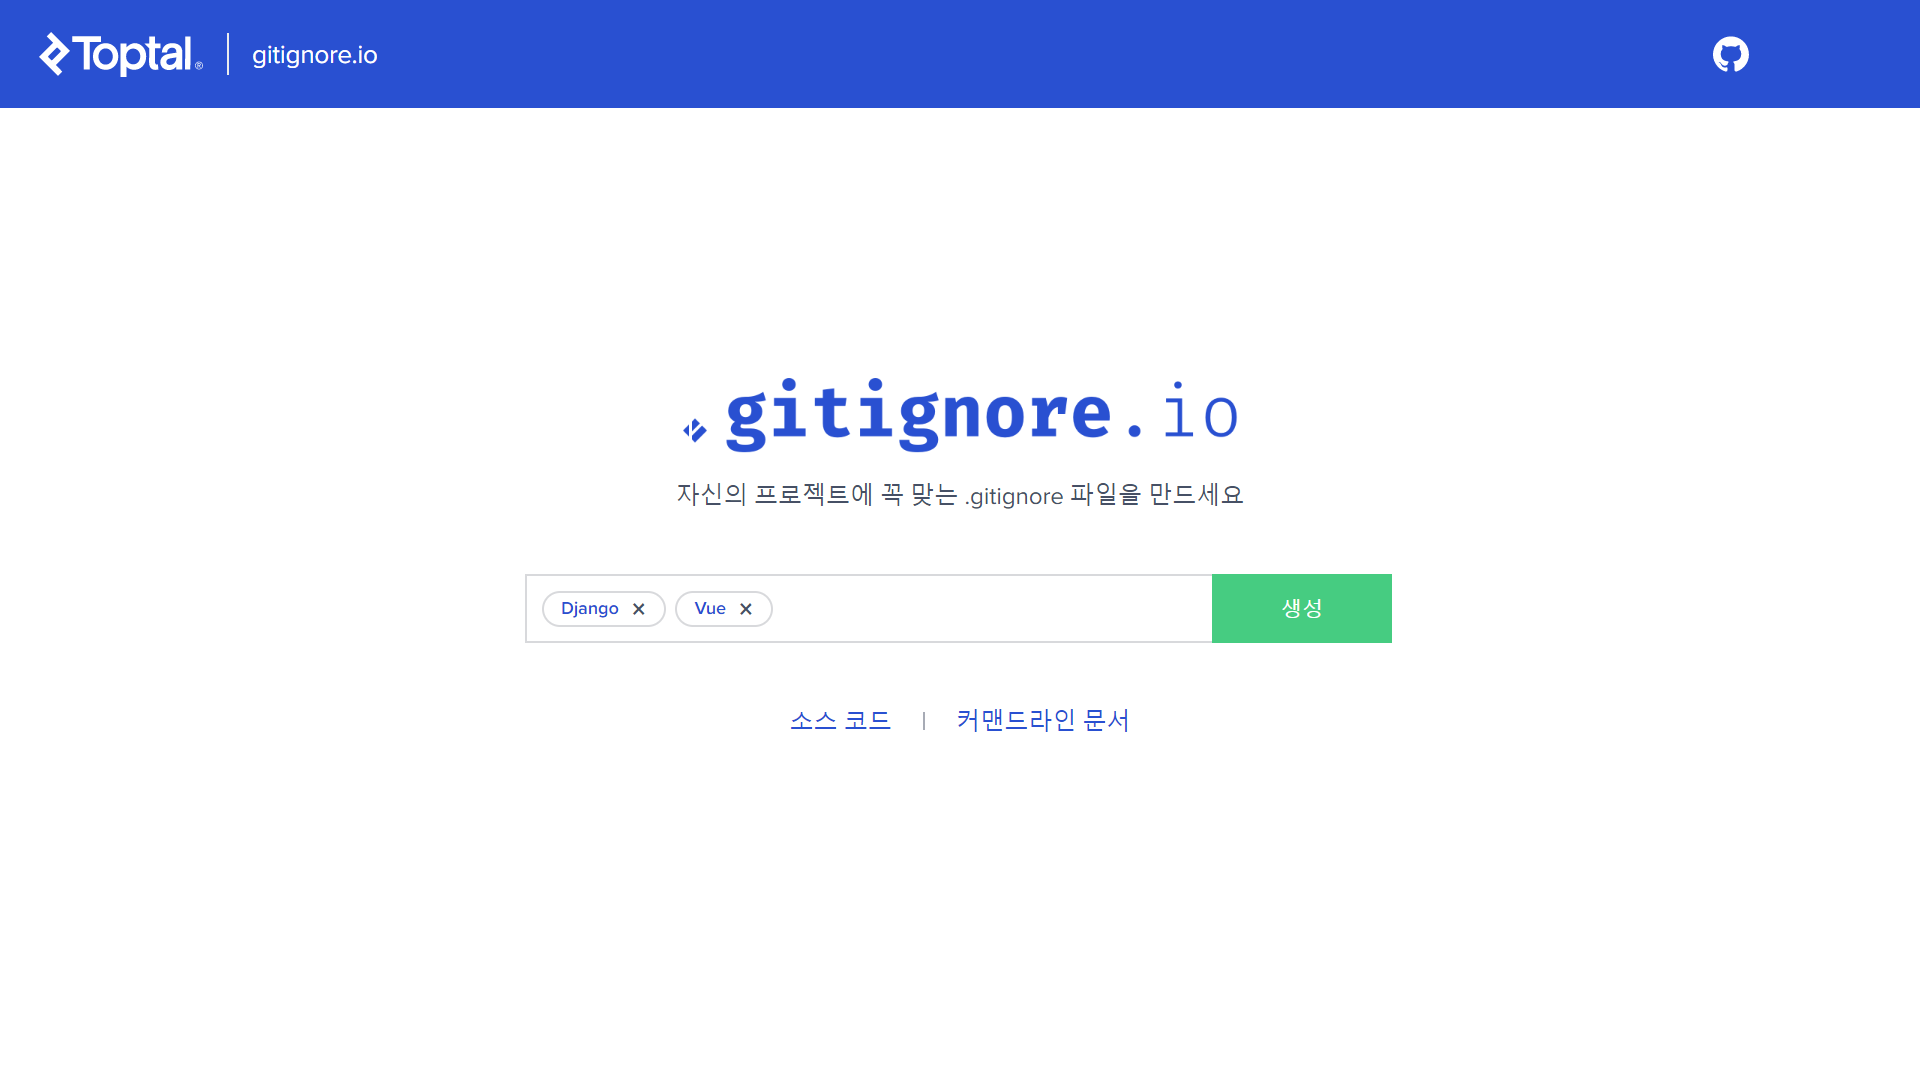 Toptal® gitignore.io
.gitignore.io
자신의 프로젝트에 꼭 맞는 .gitignore 파일을 만드세요
Django × Vue × 생성
소스 코드 | 커맨드라인 문서